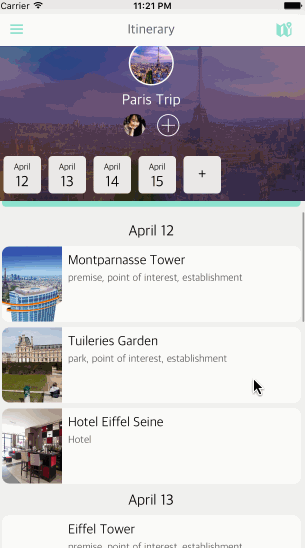 Carrier 11:21 PM
Itinerary
Paris Trip
April April April April
12 13 14 15 +
April 12
Montparnasse Tower
premise, point of interest, establishment
Tuileries Garden
park, point of interest, establishment
Hotel Eiffel Seine
Hotel
April 13
Eiffel Tower
premise, point of interest, establishment